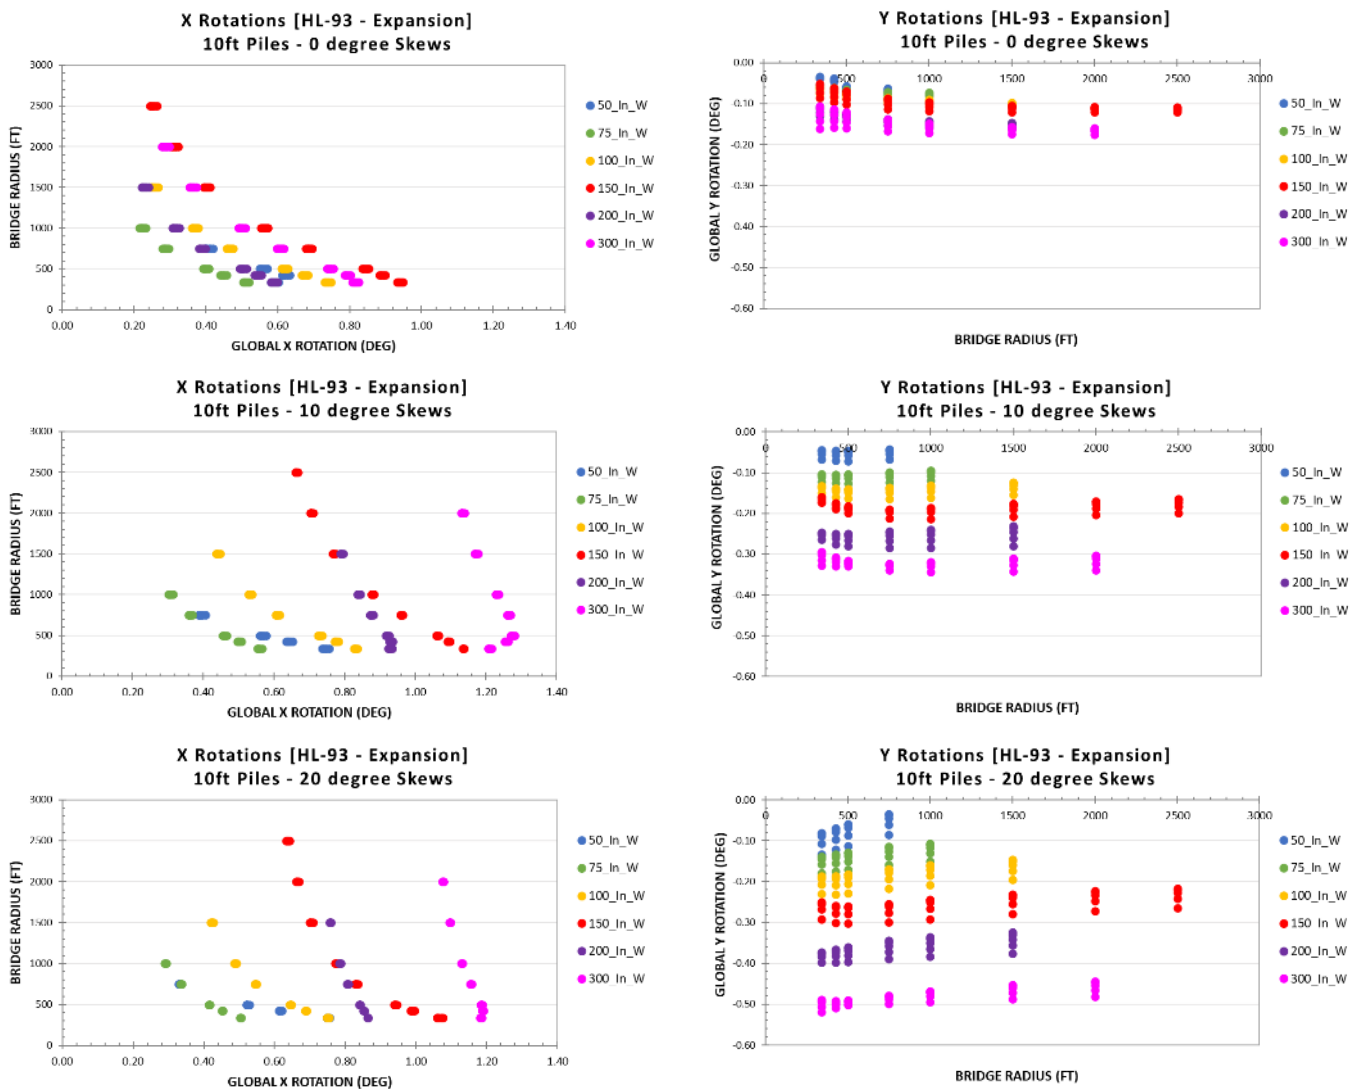 X Rotations [HL-93 - Expansion]
10ft Piles - 0 degree Skews
3000
2500
2000
1500
1000
500
0
0.00 0.20 0.40 0.60 0.80 1.00 1.20 1.40
BRIDGE RADIUS (FT)
GLOBAL X ROTATION (DEG)
50_In_W
75_In_W
100_In_W
150_In_W
200_In_W
300_In_W
Y Rotations [HL-93 - Expansion]
10ft Piles - 0 degree Skews
0.00
-0.10
-0.20
-0.30
-0.40
-0.50
-0.60
0 500 1000 1500 2000 2500 3000
GLOBAL Y ROTATION (DEG)
BRIDGE RADIUS (FT)
50_In_W
75_In_W
100_In_W
150_In_W
200_In_W
300_In_W
X Rotations [HL-93 - Expansion]
10ft Piles - 10 degree Skews
3000
2500
2000
1500
1000
500
0
0.00 0.20 0.40 0.60 0.80 1.00 1.20 1.40
BRIDGE RADIUS (FT)
GLOBAL X ROTATION (DEG)
50_In_W
75_In_W
100_In_W
150_In_W
200_In_W
300_In_W
Y Rotations [HL-93 - Expansion]
10ft Piles - 10 degree Skews
0.00
-0.10
-0.20
-0.30
-0.40
-0.50
-0.60
0 500 1000 1500 2000 2500 3000
GLOBAL Y ROTATION (DEG)
BRIDGE RADIUS (FT)
50_In_W
75_In_W
100_In_W
150_In_W
200_In_W
300_In_W
X Rotations [HL-93 - Expansion]
10ft Piles - 20 degree Skews
3000
2500
2000
1500
1000
500
0
0.00 0.20 0.40 0.60 0.80 1.00 1.20 1.40
BRIDGE RADIUS (FT)
GLOBAL X ROTATION (DEG)
50_In_W
75_In_W
100_In_W
150_In_W
200_In_W
300_In_W
Y Rotations [HL-93 - Expansion]
10ft Piles - 20 degree Skews
0.00
-0.10
-0.20
-0.30
-0.40
-0.50
-0.60
0 500 1000 1500 2000 2500 3000
GLOBAL Y ROTATION (DEG)
BRIDGE RADIUS (FT)
50_In_W
75_In_W
100_In_W
150_In_W
200_In_W
300_In_W